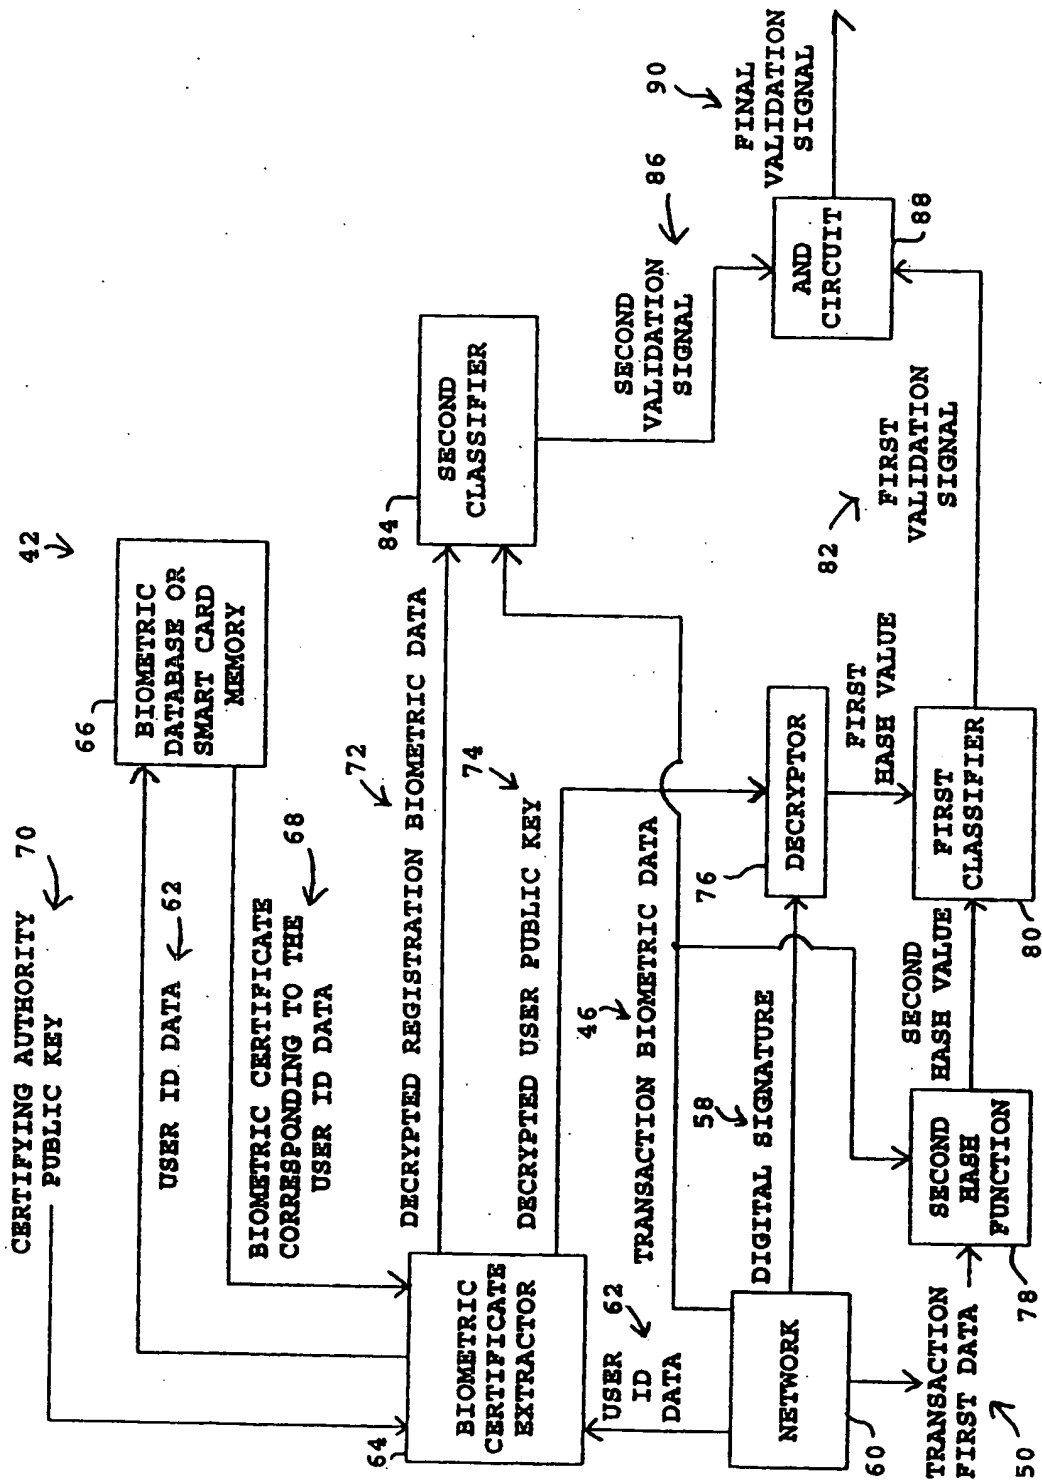 42
CERTIFYING AUTHORITY
PUBLIC KEY
70
USER ID DATA
62
BIOMETRIC
DATABASE OR
SMART CARD
MEMORY
66
BIOMETRIC CERTIFICATE
CORRESPONDING TO THE
USER ID DATA
68
BIOMETRIC
CERTIFICATE
EXTRACTOR
64
DECRYPTED REGISTRATION BIOMETRIC DATA
72
DECRYPTED USER PUBLIC KEY
74
SECOND
CLASSIFIER
84
USER
ID
DATA
62
TRANSACTION BIOMETRIC DATA
46
SECOND
VALIDATION
SIGNAL
86
NETWORK
60
DIGITAL SIGNATURE
58
DECRYPTOR
76
AND
CIRCUIT
88
FINAL
VALIDATION
SIGNAL
90
FIRST
HASH VALUE
TRANSACTION
FIRST DATA
50
SECOND
HASH
FUNCTION
78
SECOND
HASH VALUE
FIRST
CLASSIFIER
80
FIRST
VALIDATION
SIGNAL
82